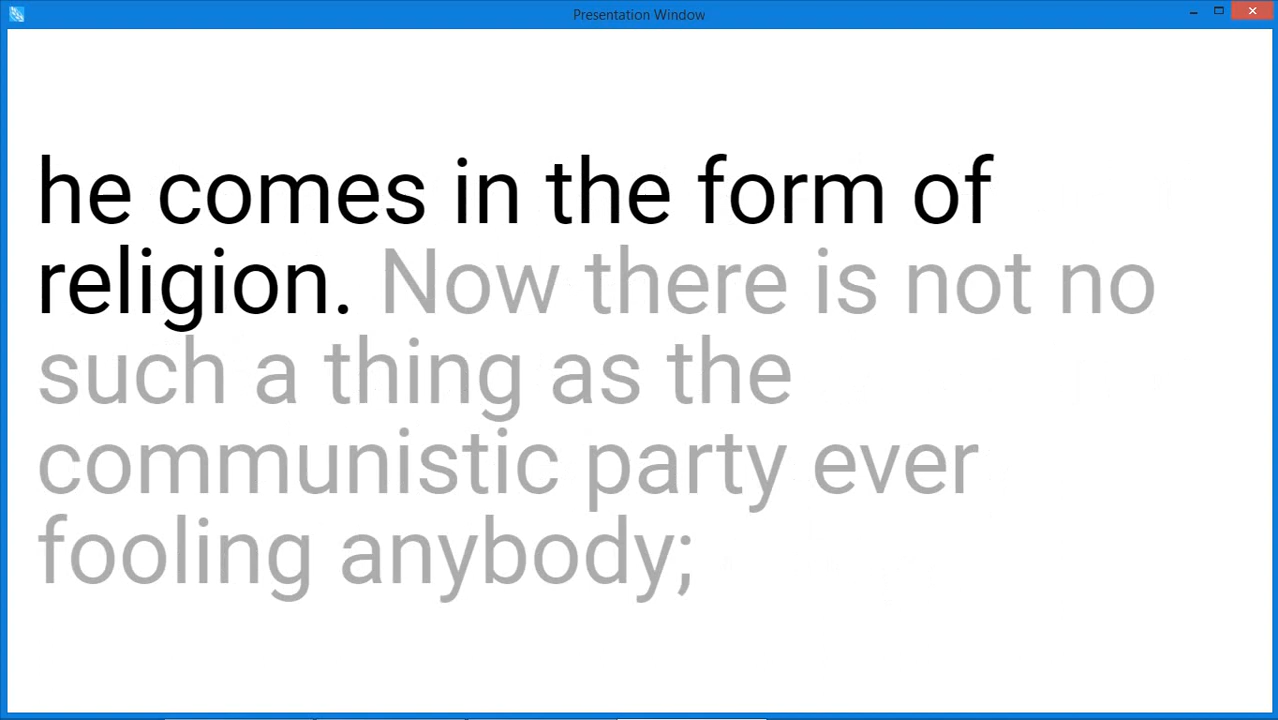 Presentation Window
he comes in the form of
religion. Now there is not no
such a thing as the
communistic party ever
fooling anybody;